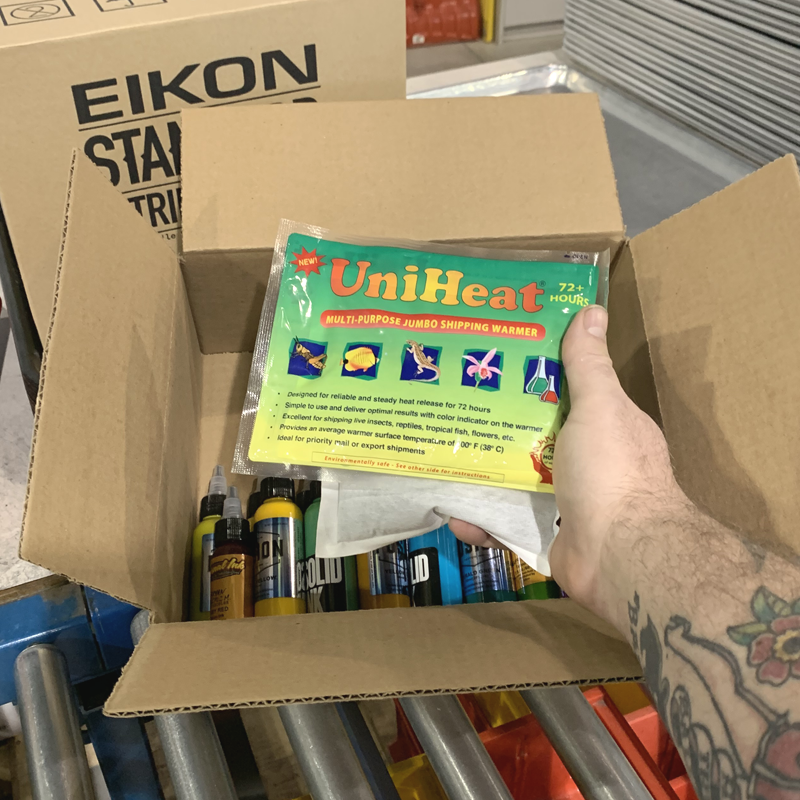 EIKON
STAN
TRI
NEW!
UniHeat®
72+
HOURS
MULTI-PURPOSE JUMBO SHIPPING WARMER
• Designed for reliable and steady heat release for 72 hours
• Simple to use and deliver optimal results with color indicator on the warmer
• Excellent for shipping live insects, reptiles, tropical fish, flowers, etc.
• Provides an average warmer surface temperature of 100° F (38° C)
• Ideal for priority mail or export shipments
Environmentally safe - See other side for instructions
SOLID